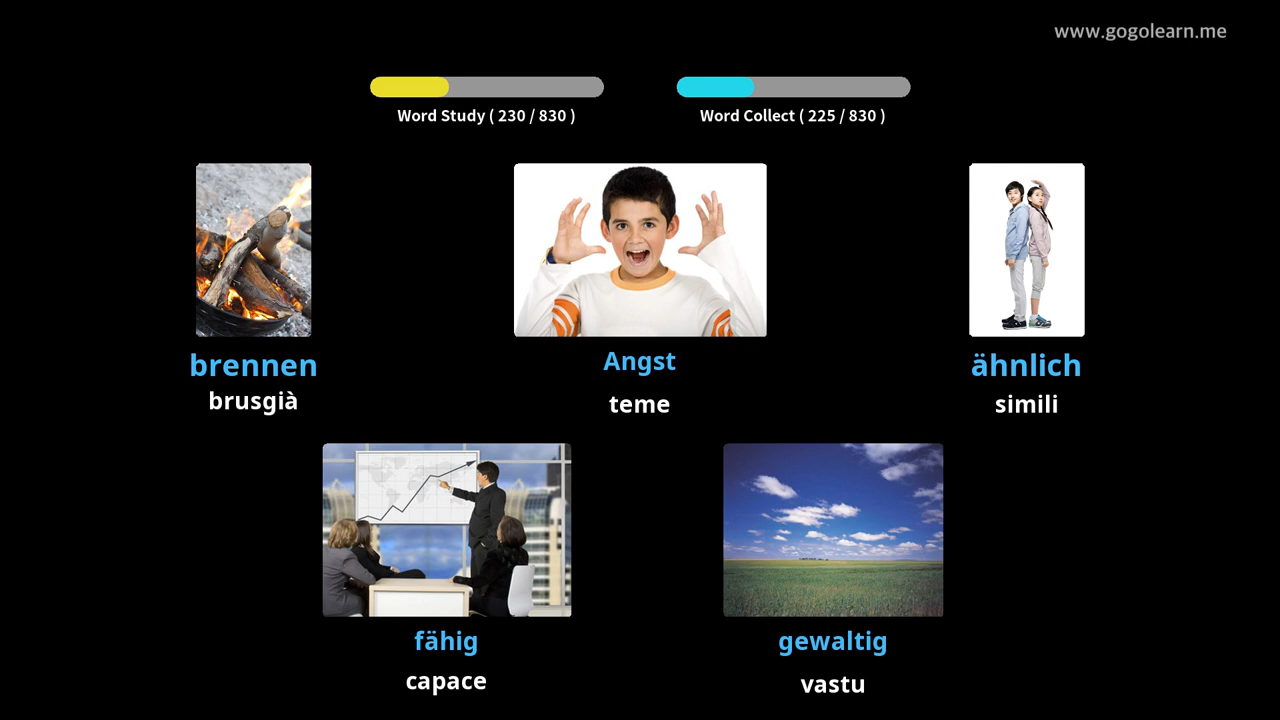 www.gogolearn.me
Word Study ( 230 / 830 )
Word Collect ( 225 / 830 )
brennen
brusgià
Angst
teme
ähnlich
simili
fähig
capace
gewaltig
vastu